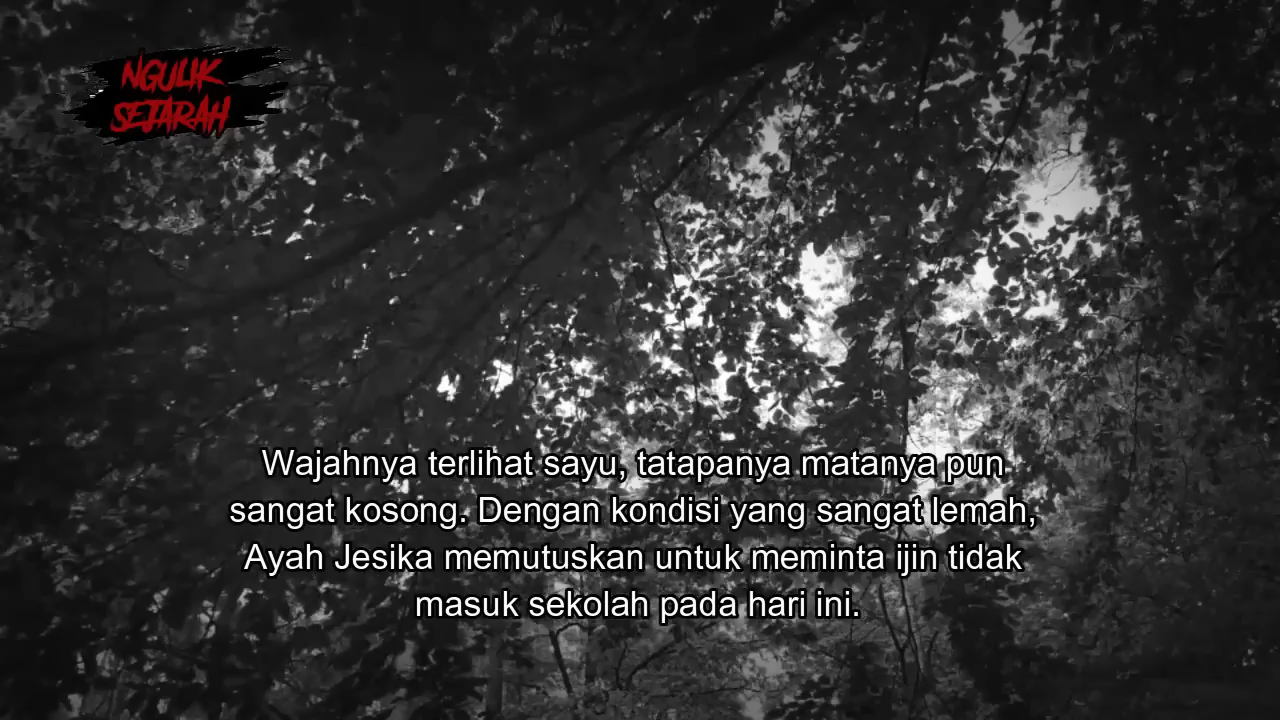 NGULIK
SEJARAH
Wajahnya terlihat sayu, tatapanya matanya pun
sangat kosong. Dengan kondisi yang sangat lemah,
Ayah Jesika memutuskan untuk meminta ijin tidak
masuk sekolah pada hari ini.